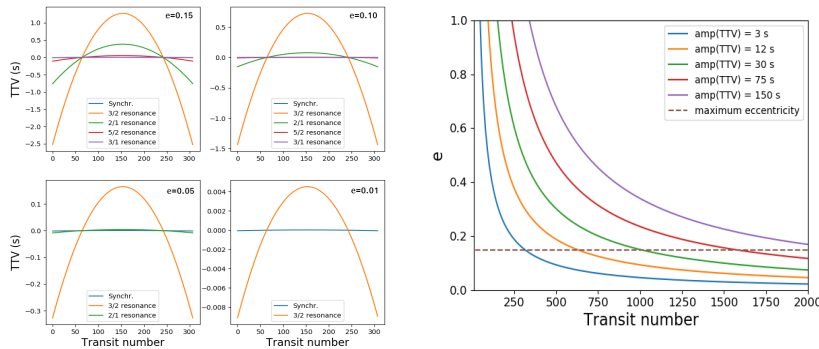 e=0.15
TTV (s)
1.0
0.5
0.0
−0.5
−1.0
−1.5
−2.0
−2.5
0 50 100 150 200 250 300
Synchr.
3/2 resonance
2/1 resonance
5/2 resonance
3/1 resonance
e=0.10
1.0
0.5
0.0
−0.5
−1.0
−1.5
0 50 100 150 200 250 300
Synchr.
3/2 resonance
2/1 resonance
5/2 resonance
3/1 resonance
e=0.05
TTV (s)
0.1
0.0
−0.1
−0.2
−0.3
0 50 100 150 200 250 300
Transit number
Synchr.
3/2 resonance
2/1 resonance
e=0.01
0.004
0.002
0.000
−0.002
−0.004
−0.006
−0.008
0 50 100 150 200 250 300
Transit number
Synchr.
3/2 resonance
e
1.0
0.8
0.6
0.4
0.2
0.0
250 500 750 1000 1250 1500 1750 2000
Transit number
amp(TTV) = 3 s
amp(TTV) = 12 s
amp(TTV) = 30 s
amp(TTV) = 75 s
amp(TTV) = 150 s
maximum eccentricity